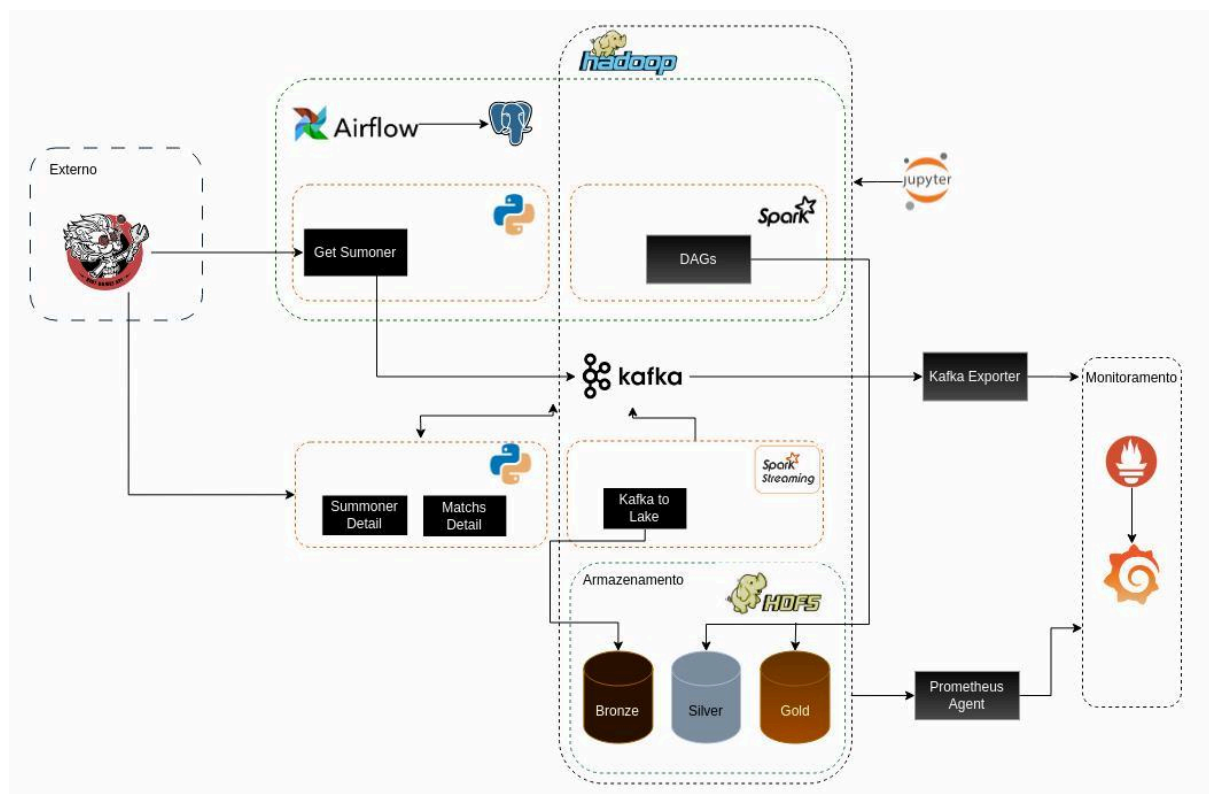 hadoop
Airflow
Externo
jupyter
Spark
Get Sumoner
DAGs
kafka
Kafka Exporter
Monitoramento
Spark
Streaming
Summoner
Detail
Matchs
Detail
Kafka to
Lake
Armazenamento
HDFS
Bronze
Silver
Gold
Prometheus
Agent